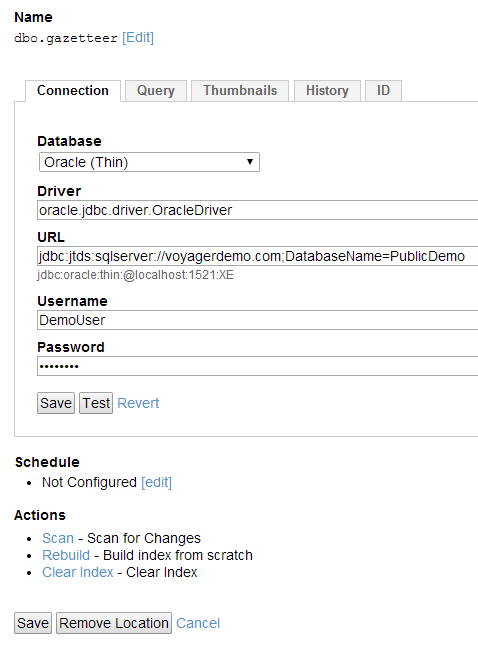 Name
dbo.gazetteer [Edit]
Connection Query Thumbnails History ID
Database
Oracle (Thin)
Driver
oracle.jdbc.driver.OracleDriver
URL
jdbc:jtds:sqlserver://voyagerdemo.com;DatabaseName=PublicDemo
jdbc:oracle:thin:@localhost:1521:XE
Username
DemoUser
Password
••••••••
Save Test Revert
Schedule
• Not Configured [edit]
Actions
• Scan - Scan for Changes
• Rebuild - Build index from scratch
• Clear Index - Clear Index
Save Remove Location Cancel